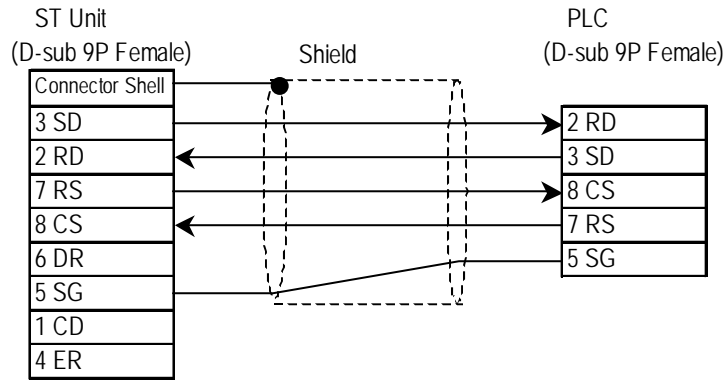 ST Unit
(D-sub 9P Female)
Connector Shell
3 SD
2 RD
7 RS
8 CS
6 DR
5 SG
1 CD
4 ER
Shield
PLC
(D-sub 9P Female)
2 RD
3 SD
8 CS
7 RS
5 SG